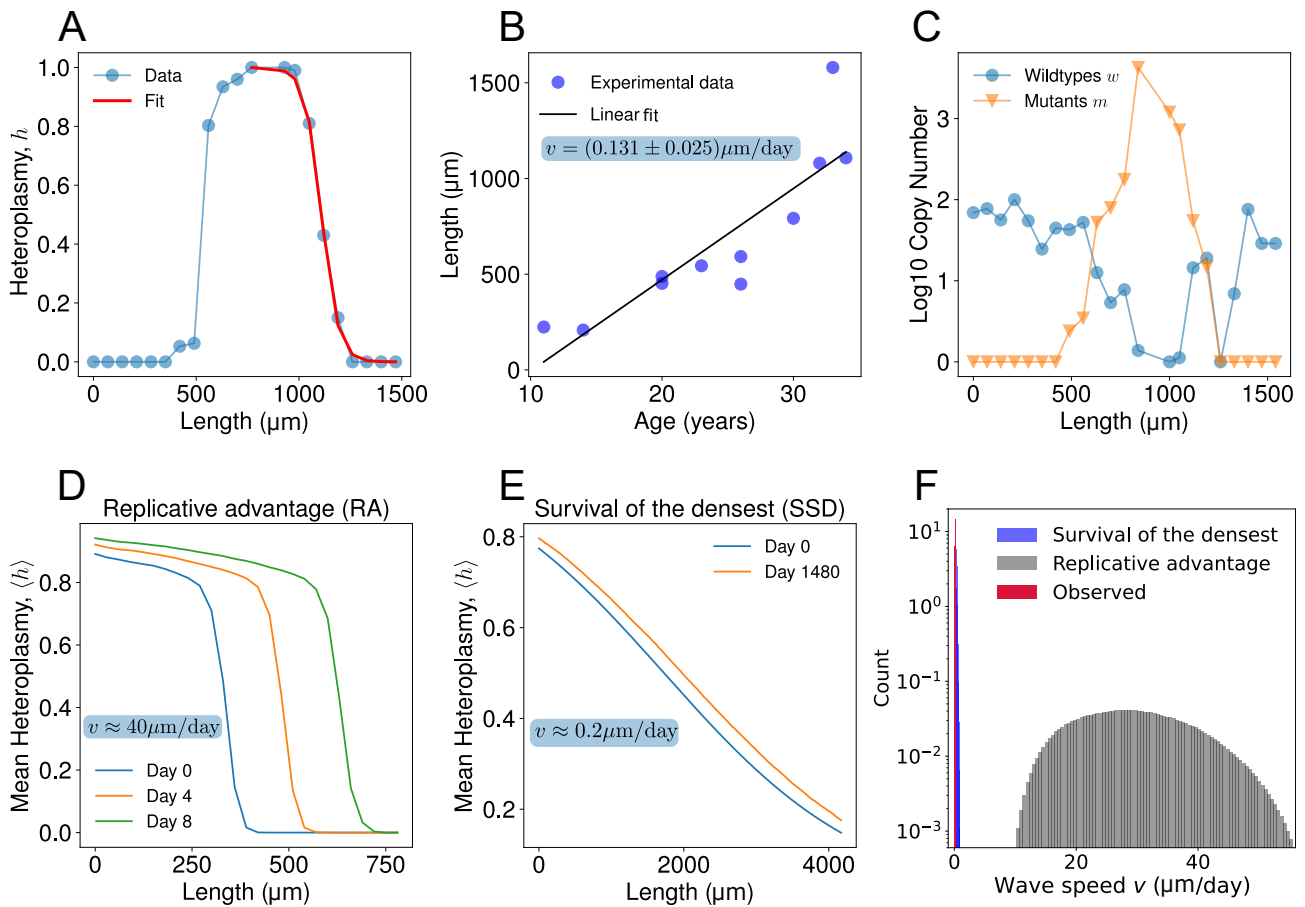 A
Data
Fit
Heteroplasmy, h
1.0
0.8
0.6
0.4
0.2
0.0
0
500
1000
1500
Length (µm)
B
Experimental data
Linear fit
v = (0.131 ± 0.025)µm/day
Length (µm)
1500
1000
500
0
10
20
30
Age (years)
C
Wildtypes w
Mutants m
Log10 Copy Number
3
2
1
0
0
500
1000
1500
Length (µm)
D
Replicative advantage (RA)
Mean Heteroplasmy, ⟨h⟩
0.8
0.6
0.4
0.2
0.0
v ≈ 40µm/day
Day 0
Day 4
Day 8
0
250
500
750
Length (µm)
E
Survival of the densest (SSD)
Mean Heteroplasmy, ⟨h⟩
0.8
0.6
0.4
0.2
Day 0
Day 1480
v ≈ 0.2µm/day
0
2000
4000
Length (µm)
F
Survival of the densest
Replicative advantage
Observed
Count
10¹
10⁰
10⁻¹
10⁻²
10⁻³
0
20
40
Wave speed v (µm/day)